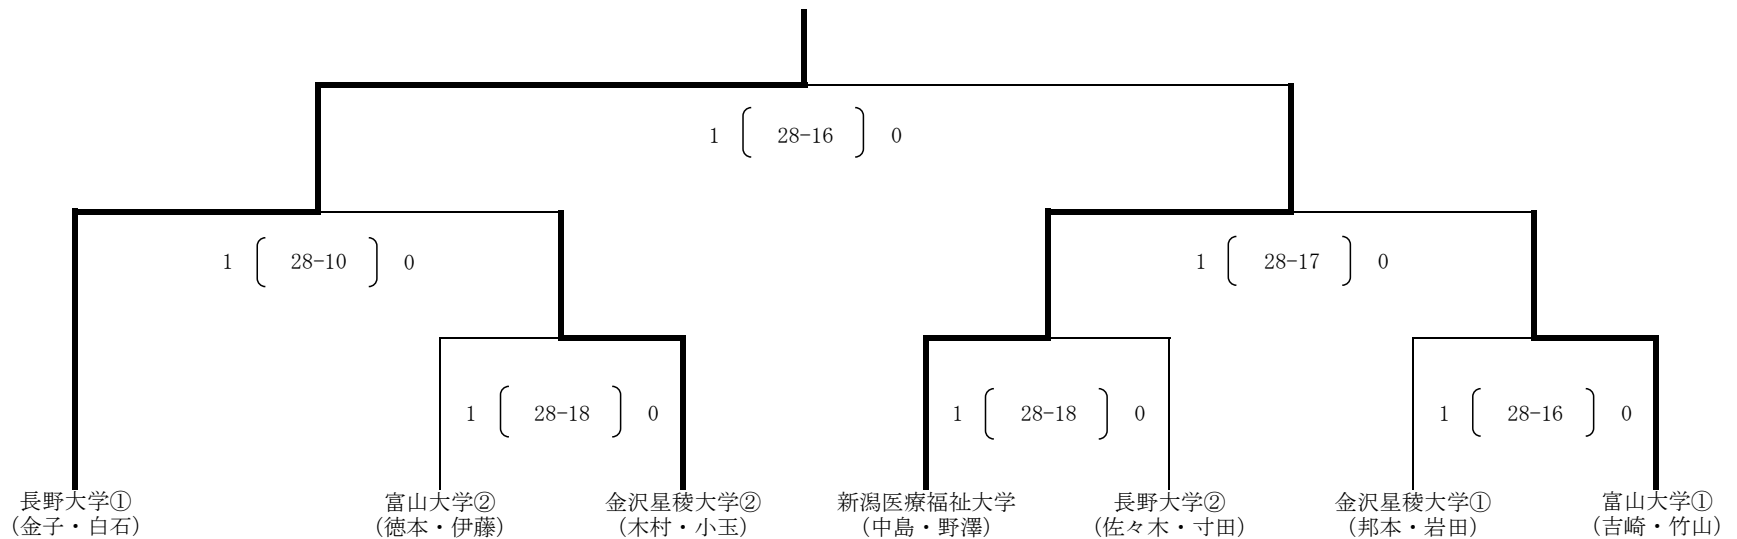 1 〔 28-16 〕 0
1 〔 28-10 〕 0
1 〔 28-17 〕 0
1 〔 28-18 〕 0
1 〔 28-18 〕 0
1 〔 28-16 〕 0
長野大学①
（金子・白石）
富山大学②
（徳本・伊藤）
金沢星稜大学②
（木村・小玉）
新潟医療福祉大学
（中島・野澤）
長野大学②
（佐々木・寸田）
金沢星稜大学①
（邦本・岩田）
富山大学①
（吉崎・竹山）